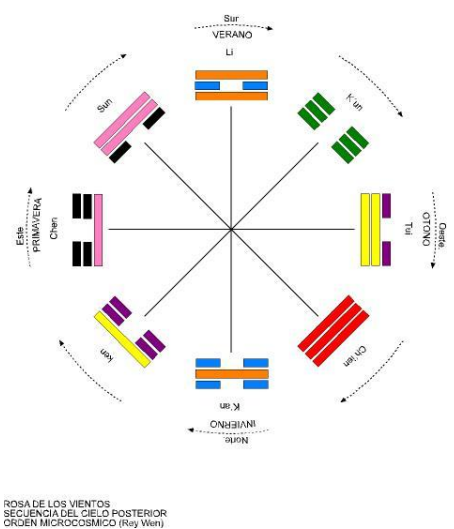 Sur
VERANO
Li
K'un
Oeste
OTOÑO
Tui
Ch'ien
K'an
INVIERNO
Norte.
Ken
Este
PRIMAVERA
Chen
Sun
ROSA DE LOS VIENTOS
SECUENCIA DEL CIELO POSTERIOR
ORDEN MICROCOSMICO (Rey Wen)